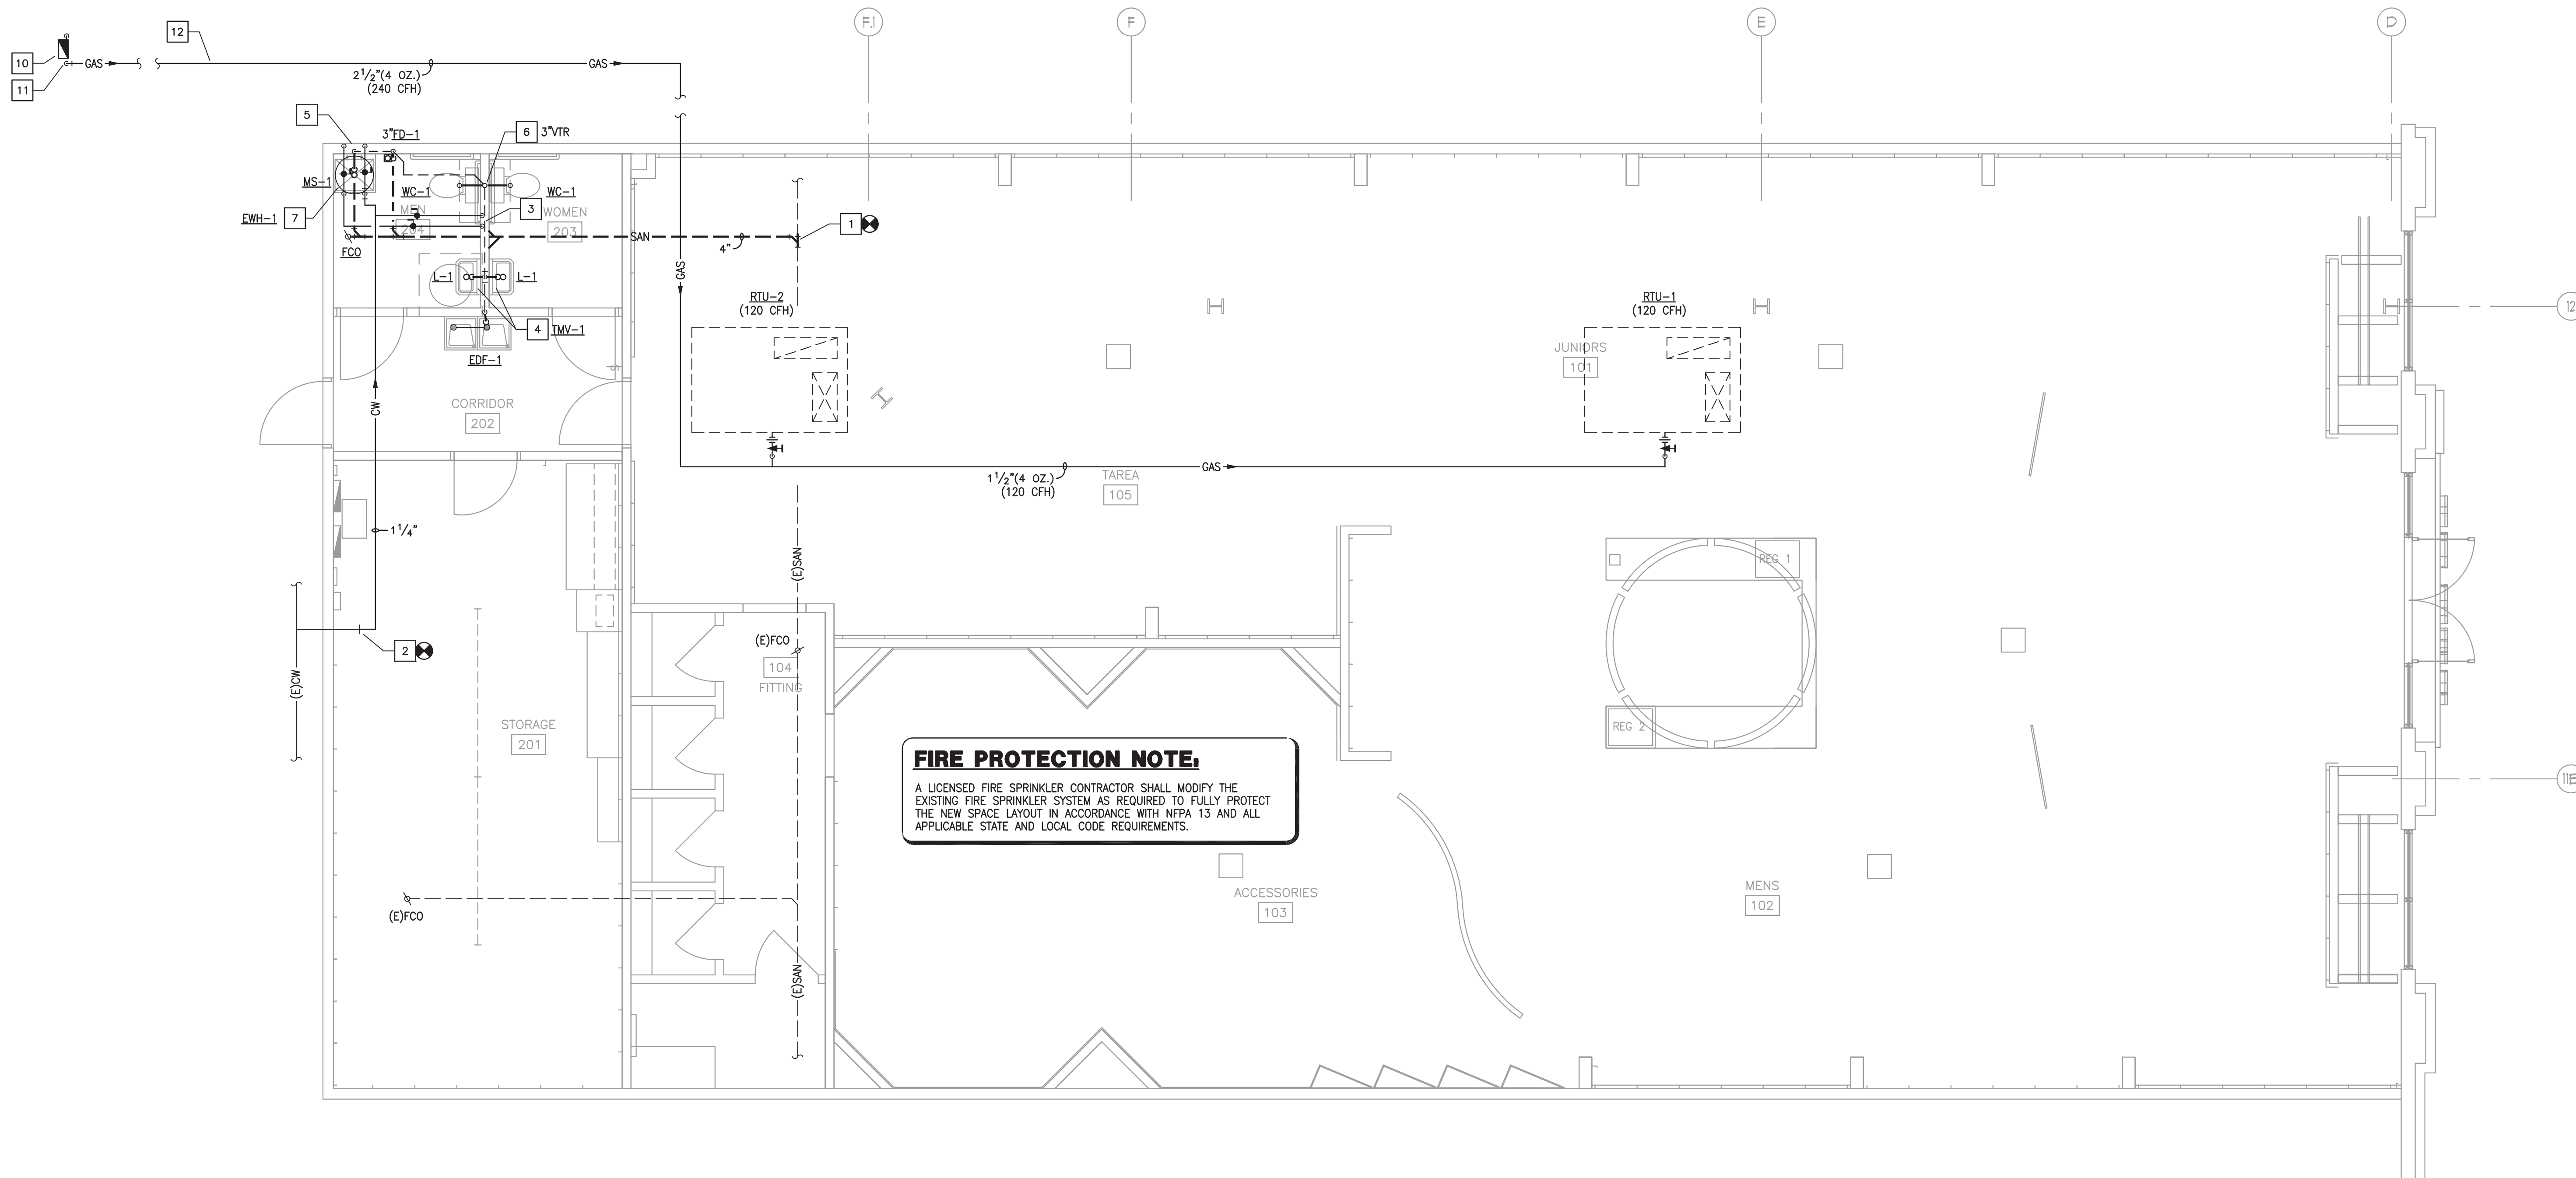 F.1
F
E
D
12
10
GAS
GAS
11
2 1/2"(4 OZ.)
(240 CFH)
5
3"FD-1
6 3"VTR
MS-1
WC-1
WC-1
MEN
204
3
WOMEN
203
EWH-1
7
1
SAN
4"
FCO
L-1
L-1
GAS
RTU-2
(120 CFH)
RTU-1
(120 CFH)
12
4 TMV-1
EDF-1
JUNIORS
101
CORRIDOR
202
CW
S
GAS
1 1/2"(4 OZ.)
(120 CFH)
TAREA
105
1 1/4"
(E)SAN
REG 1
(E)FCO
2
104
FITTING
(E)CW
STORAGE
201
REG 2
FIRE PROTECTION NOTE:
A LICENSED FIRE SPRINKLER CONTRACTOR SHALL MODIFY THE
EXISTING FIRE SPRINKLER SYSTEM AS REQUIRED TO FULLY PROTECT
THE NEW SPACE LAYOUT IN ACCORDANCE WITH NFPA 13 AND ALL
APPLICABLE STATE AND LOCAL CODE REQUIREMENTS.
ACCESSORIES
103
MENS
102
(E)FCO
(E)SAN